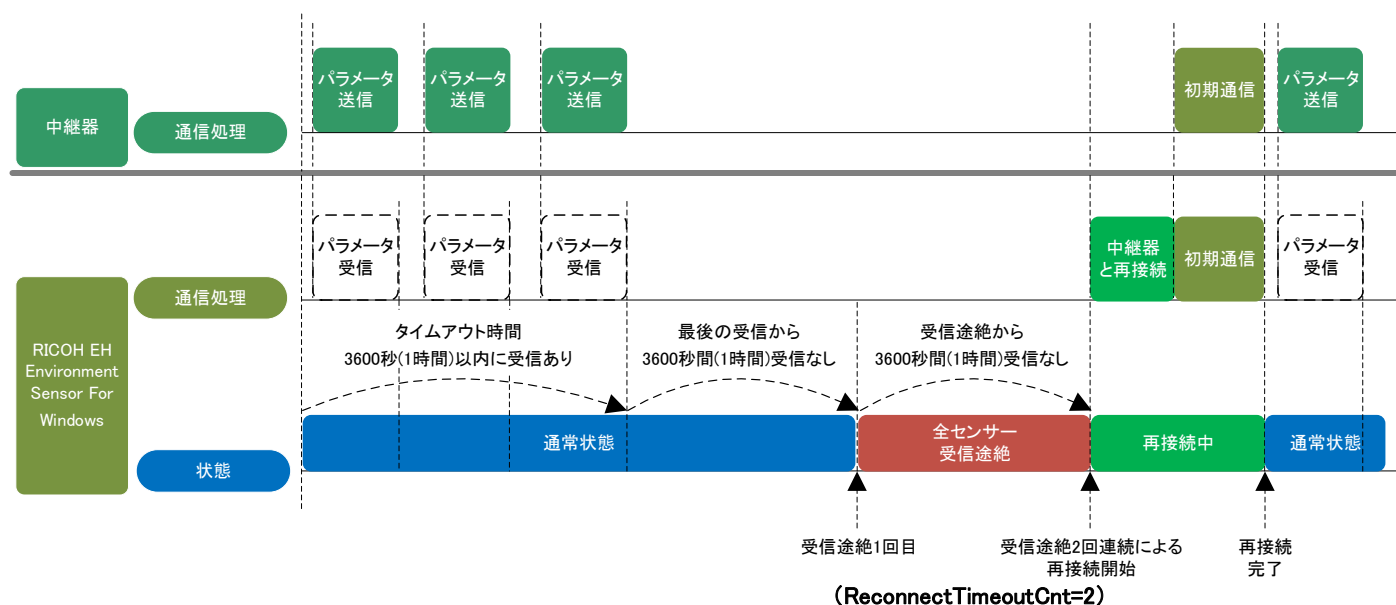 パラメータ
送信
パラメータ
送信
パラメータ
送信
初期通信
パラメータ
送信
中継器
通信処理
パラメータ
受信
パラメータ
受信
パラメータ
受信
中継器
と再接続
初期通信
パラメータ
受信
RICOH EH
Environment
Sensor For
Windows
通信処理
タイムアウト時間
3600秒(1時間)以内に受信あり
最後の受信から
3600秒間(1時間)受信なし
受信途絶から
3600秒間(1時間)受信なし
状態
通常状態
全センサー
受信途絶
再接続中
通常状態
受信途絶1回目
受信途絶2回連続による
再接続開始
再接続
完了
(ReconnectTimeoutCnt=2)